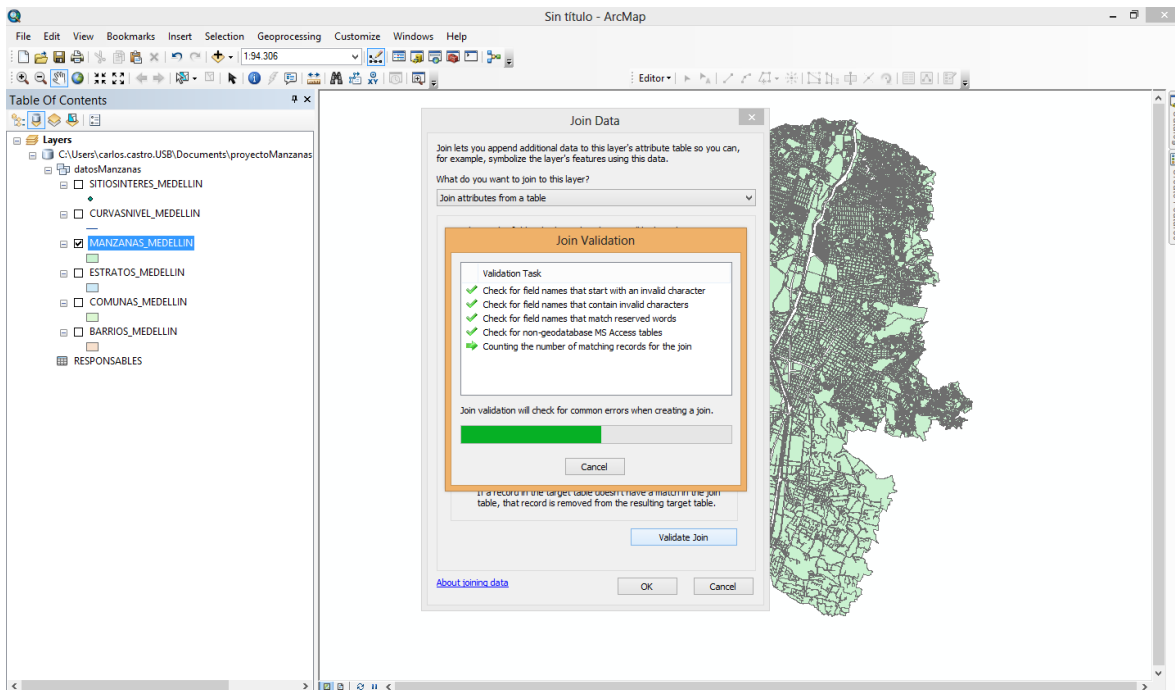 Sin título - ArcMap
File Edit View Bookmarks Insert Selection Geoprocessing Customize Windows Help
1:94.306
Editor
Table Of Contents
Layers
C:\Users\carlos.castro.USB\Documents\proyectoManzanas
datosManzanas
SITIOSINTERES_MEDELLIN
CURVASNIVEL_MEDELLIN
MANZANAS_MEDELLIN
ESTRATOS_MEDELLIN
COMUNAS_MEDELLIN
BARRIOS_MEDELLIN
RESPONSABLES
Join Data
Join lets you append additional data to this layer's attribute table so you can,
for example, symbolize the layer's features using this data.
What do you want to join to this layer?
Join attributes from a table
Join Validation
Validation Task
Check for field names that start with an invalid character
Check for field names that contain invalid characters
Check for field names that match reserved words
Check for non-geodatabase MS Access tables
Counting the number of matching records for the join
Join validation will check for common errors when creating a join.
Cancel
If a record in the target table doesn't have a match in the join
table, that record is removed from the resulting target table.
Validate Join
About joining data
OK
Cancel